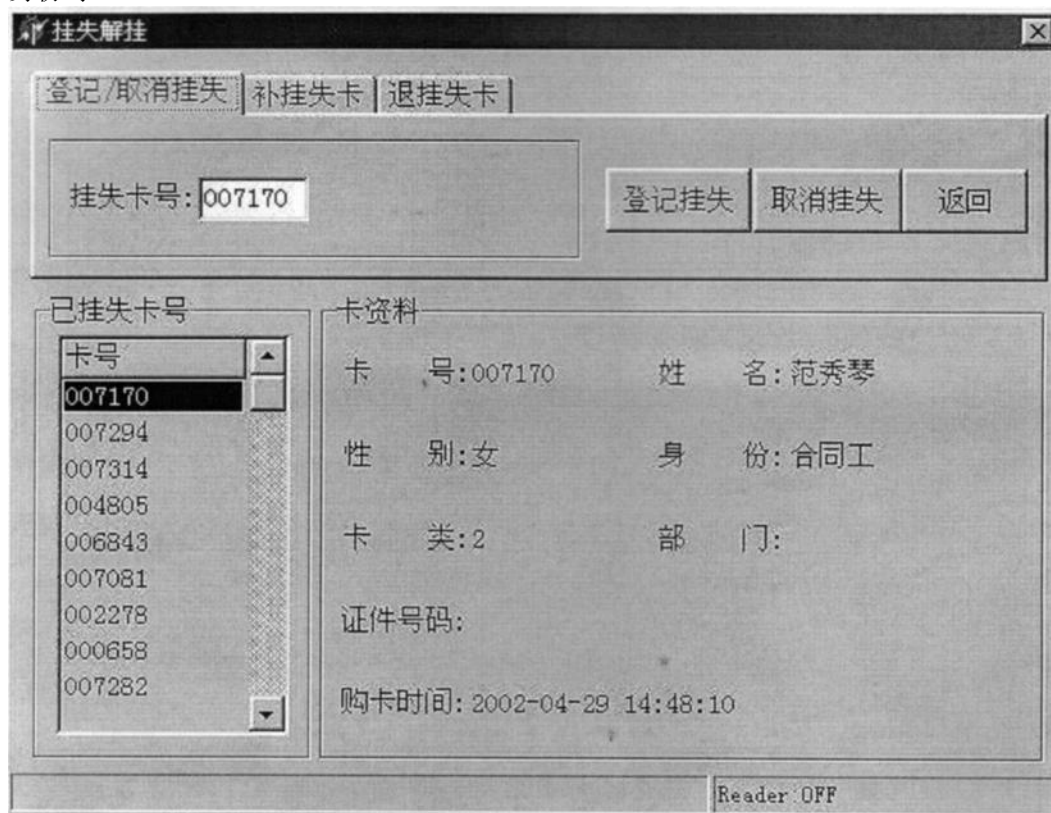 挂失解挂
登记/取消挂失 补挂失卡 退挂失卡
挂失卡号:007170 登记挂失 取消挂失 返回
已挂失卡号
卡号
007170
007294
007314
004805
006843
007081
002278
000658
007282
卡资料
卡 号:007170 姓 名:范秀琴
性 别:女 身 份:合同工
卡 类:2 部 门:
证件号码:
购卡时间:2002-04-29 14:48:10
Reader:OFF